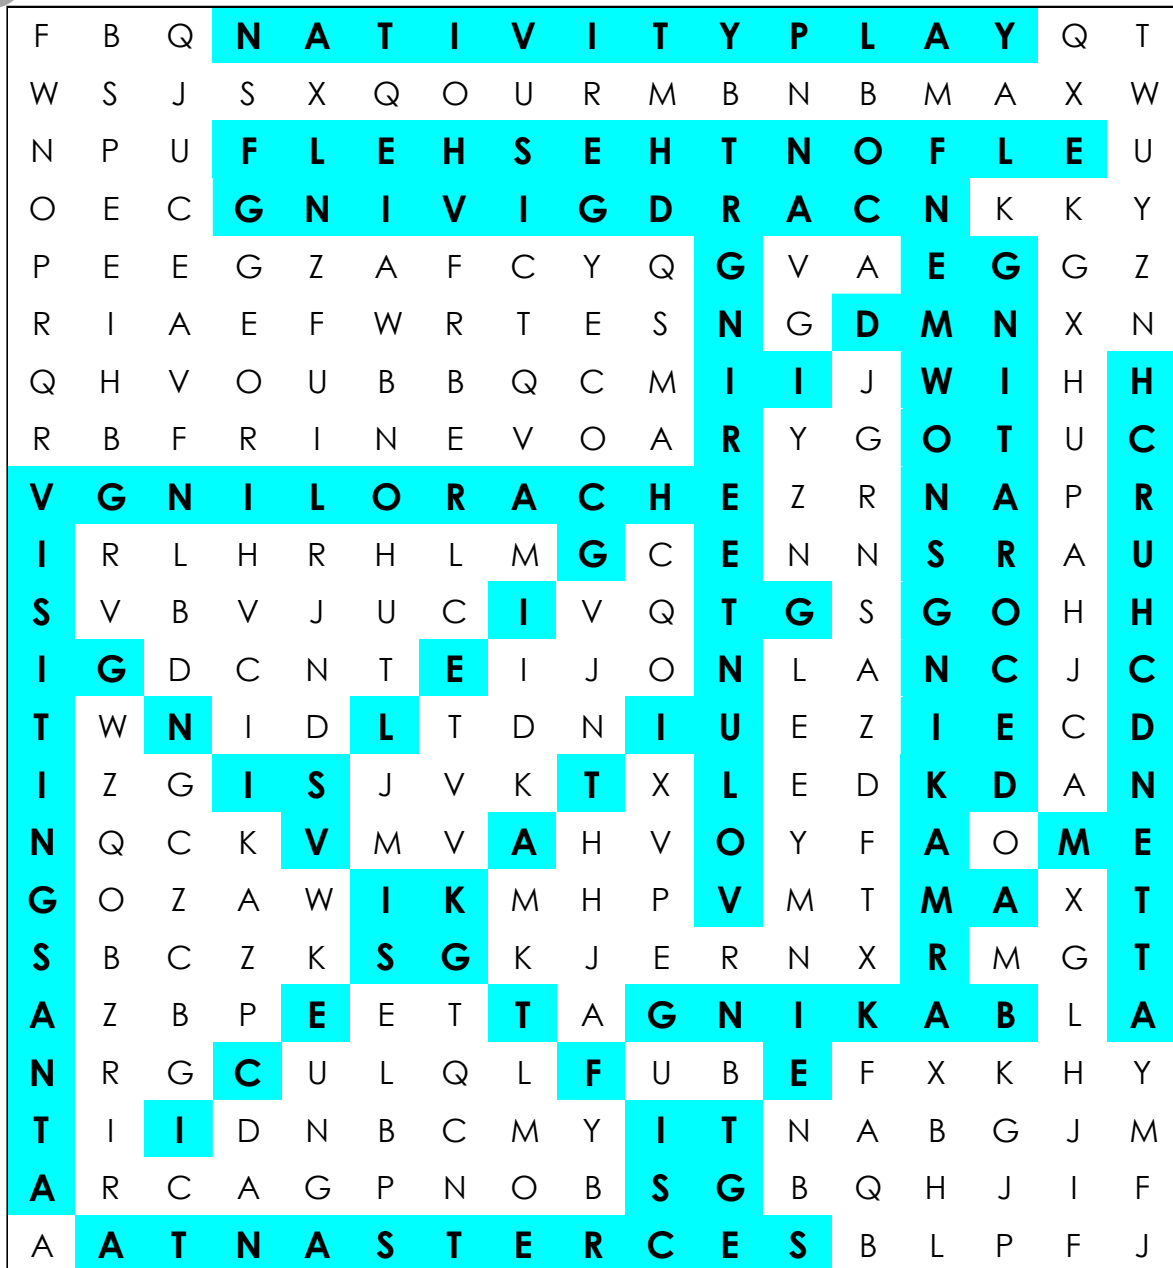 F B Q N A T I V I T Y P L A Y Q T
W S J S X Q O U R M B N B M A X W
N P U F L E H S E H T N O F L E U
O E C G N I V I G D R A C N K K Y
P E E G Z A F C Y Q G V A E G G Z
R I A E F W R T E S N G D M N X N
Q H V O U B B Q C M I I J W I H H
R B F R I N E V O A R Y G O T U C
V G N I L O R A C H E Z R N A P R
I R L H R H L M G C E N N S R A U
S V B V J U C I V Q T G S G O H H
I G D C N T E I J O N L A N C J C
T W N I D L T D N I U E Z I E C D
I Z G I S J V K T X L E D K D A N
N Q C K V M V A H V O Y F A O M E
G O Z A W I K M H P V M T M A X T
S B C Z K S G K J E R N X R M G T
A Z B P E E T T A G N I K A B L A
N R G C U L Q L F U B E F X K H Y
T I I D N B C M Y I T N A B G J M
A R C A G P N O B S G B Q H J I F
A A T N A S T E R C E S B L P F J